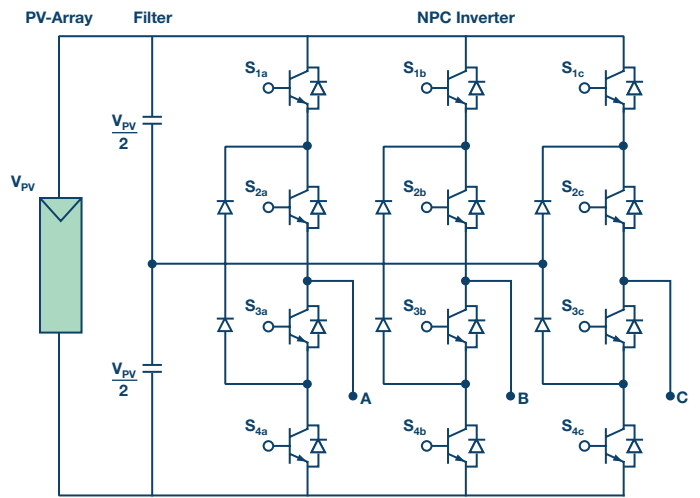 PV-Array Filter NPC Inverter
S1a S1b S1c
VPV
2
S2a S2b S2c
VPV
S3a S3b S3c
VPV
2
A B C
S4a S4b S4c